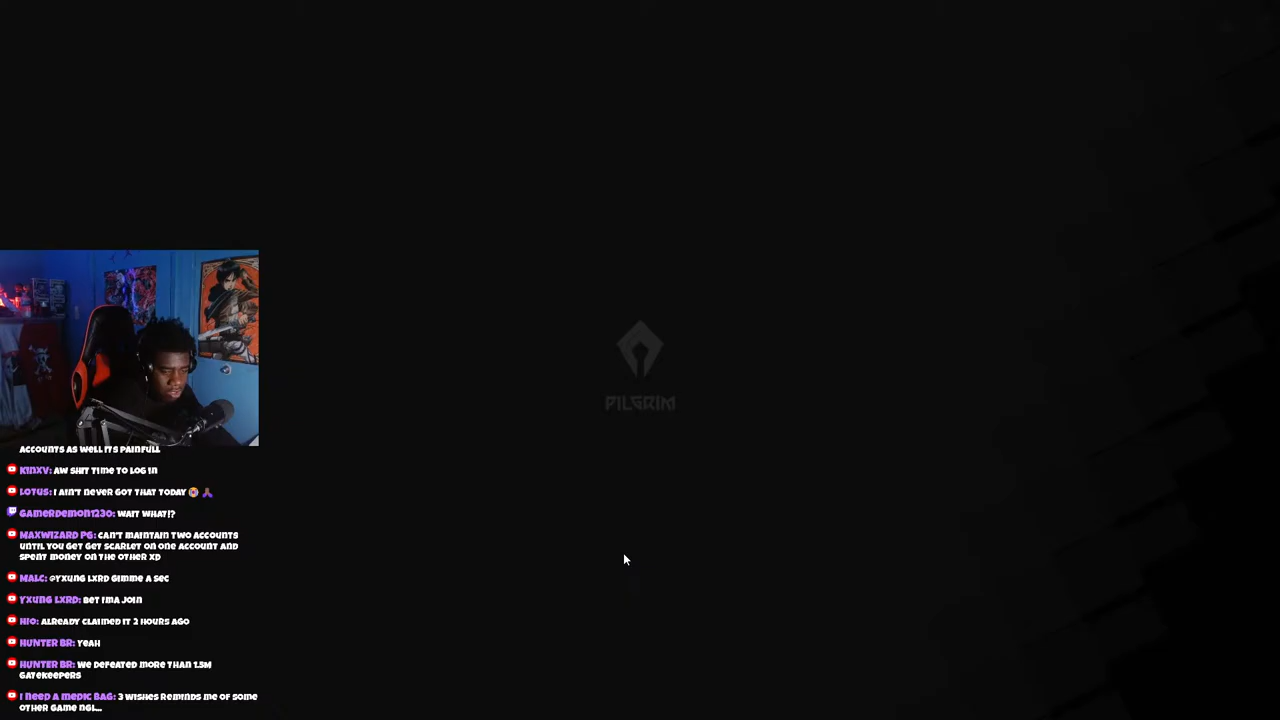 PILGRIM
ACCOUNTS AS WELL ITS PAINFULL
KINXV: AW SHIT TIME TO LOG IN
LOTUS: I AIN'T NEVER GOT THAT TODAY
GAMERDEMON1230: WAIT WHAT!?
MAXWIZARD PG: CAN'T MAINTAIN TWO ACCOUNTS
UNTIL YOU GET GET SCARLET ON ONE ACCOUNT AND
SPENT MONEY ON THE OTHER XD
MALC: @YXUNG LXRD GIMME A SEC
YXUNG LXRD: BET IMA JOIN
HIO: ALREADY CLAIMED IT 2 HOURS AGO
HUNTER BR: YEAH
HUNTER BR: WE DEFEATED MORE THAN 1.5M
GATEKEEPERS
I NEED A MEDIC BAG: 3 WISHES REMINDS ME OF SOME
OTHER GAME NGL...